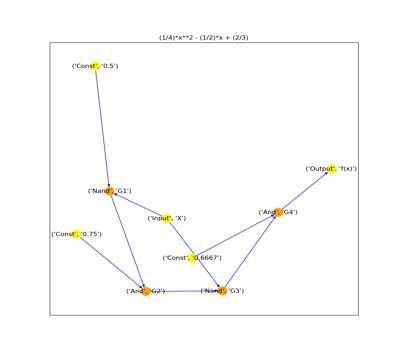 (1/4)*x**2 - (1/2)*x + (2/3)
('Const', '0.5')
('Output', 'f(x)')
('Nand', 'G1')
('Input', 'X')
('And', 'G4')
('Const', '0.75')
('Const', '0.6667')
('And', 'G2')
('Nand', 'G3')